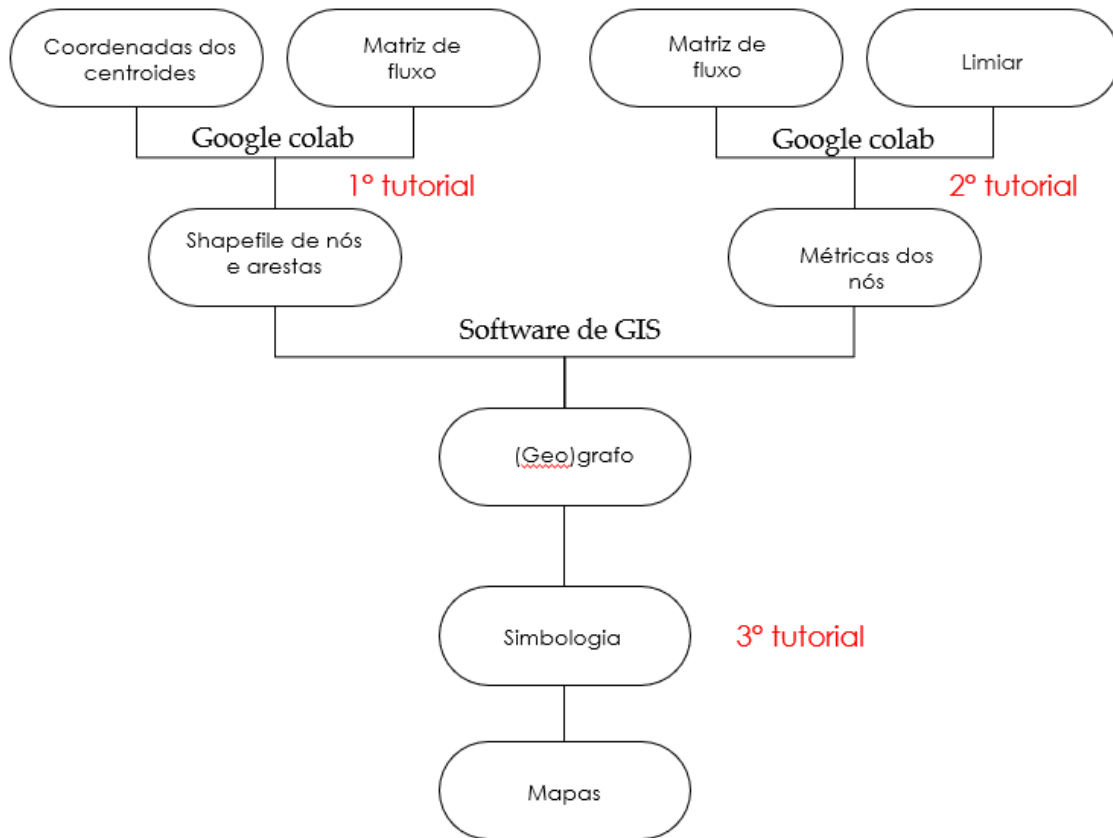 Coordenadas dos
centroides
Matriz de
fluxo
Matriz de
fluxo
Limiar
Google colab
Google colab
1º tutorial
2º tutorial
Shapefile de nós
e arestas
Métricas dos
nós
Software de GIS
(Geo)grafo
Simbologia
3º tutorial
Mapas